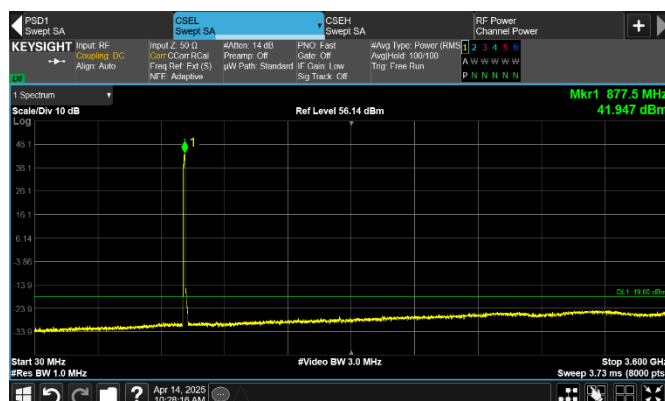 PSD1
Swept SA
CSEL
Swept SA
CSEH
Swept SA
RF Power
Channel Power
KEYSIGHT
Input: RF
Coupling: DC
Align: Auto
Input Z: 50 Ω
Corr CCorr RCal
Freq Ref: Ext (S)
NFE: Adaptive
#Atten: 14 dB
Preamp: Off
µW Path: Standard
PNO: Fast
Gate: Off
IF Gain: Low
Sig Track: Off
#Avg Type: Power (RMS
Avg|Hold: 100/100
Trig: Free Run
1 2 3 4 5 6
A W W W W W
P N N N N N
1 Spectrum
Scale/Div 10 dB
Ref Level 56.14 dBm
Mkr1 877.5 MHz
41.947 dBm
Log
1
46.1
36.1
26.1
16.1
6.14
-3.86
-13.9
-23.9
-33.9
Start 30 MHz
#Video BW 3.0 MHz
Stop 3.600 GHz
#Res BW 1.0 MHz
Sweep 3.73 ms (8000 pts)
?
Apr 14, 2025
10:28:16 AM